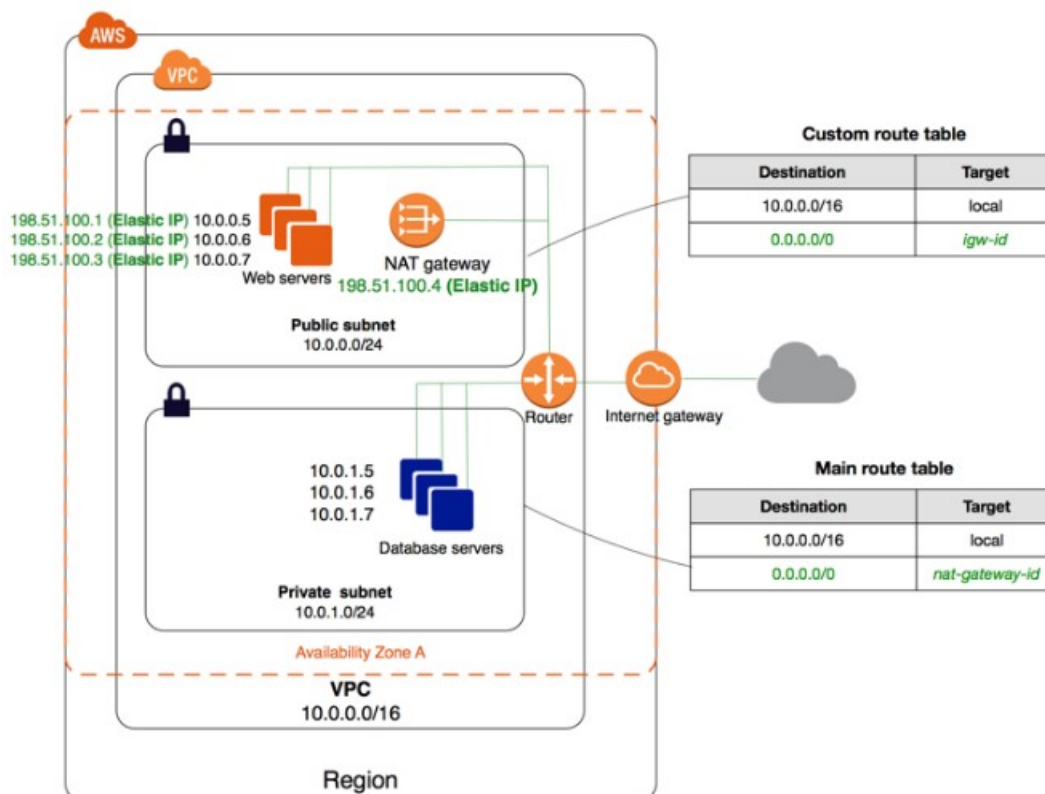 AWS
VPC
198.51.100.1 (Elastic IP) 10.0.0.5
198.51.100.2 (Elastic IP) 10.0.0.6
198.51.100.3 (Elastic IP) 10.0.0.7
Web servers
NAT gateway
198.51.100.4 (Elastic IP)
Public subnet
10.0.0.0/24
Router
Internet gateway
10.0.1.5
10.0.1.6
10.0.1.7
Database servers
Private subnet
10.0.1.0/24
Availability Zone A
VPC
10.0.0.0/16
Region
Custom route table
Destination Target
10.0.0.0/16 local
0.0.0.0/0 igw-id
Main route table
Destination Target
10.0.0.0/16 local
0.0.0.0/0 nat-gateway-id